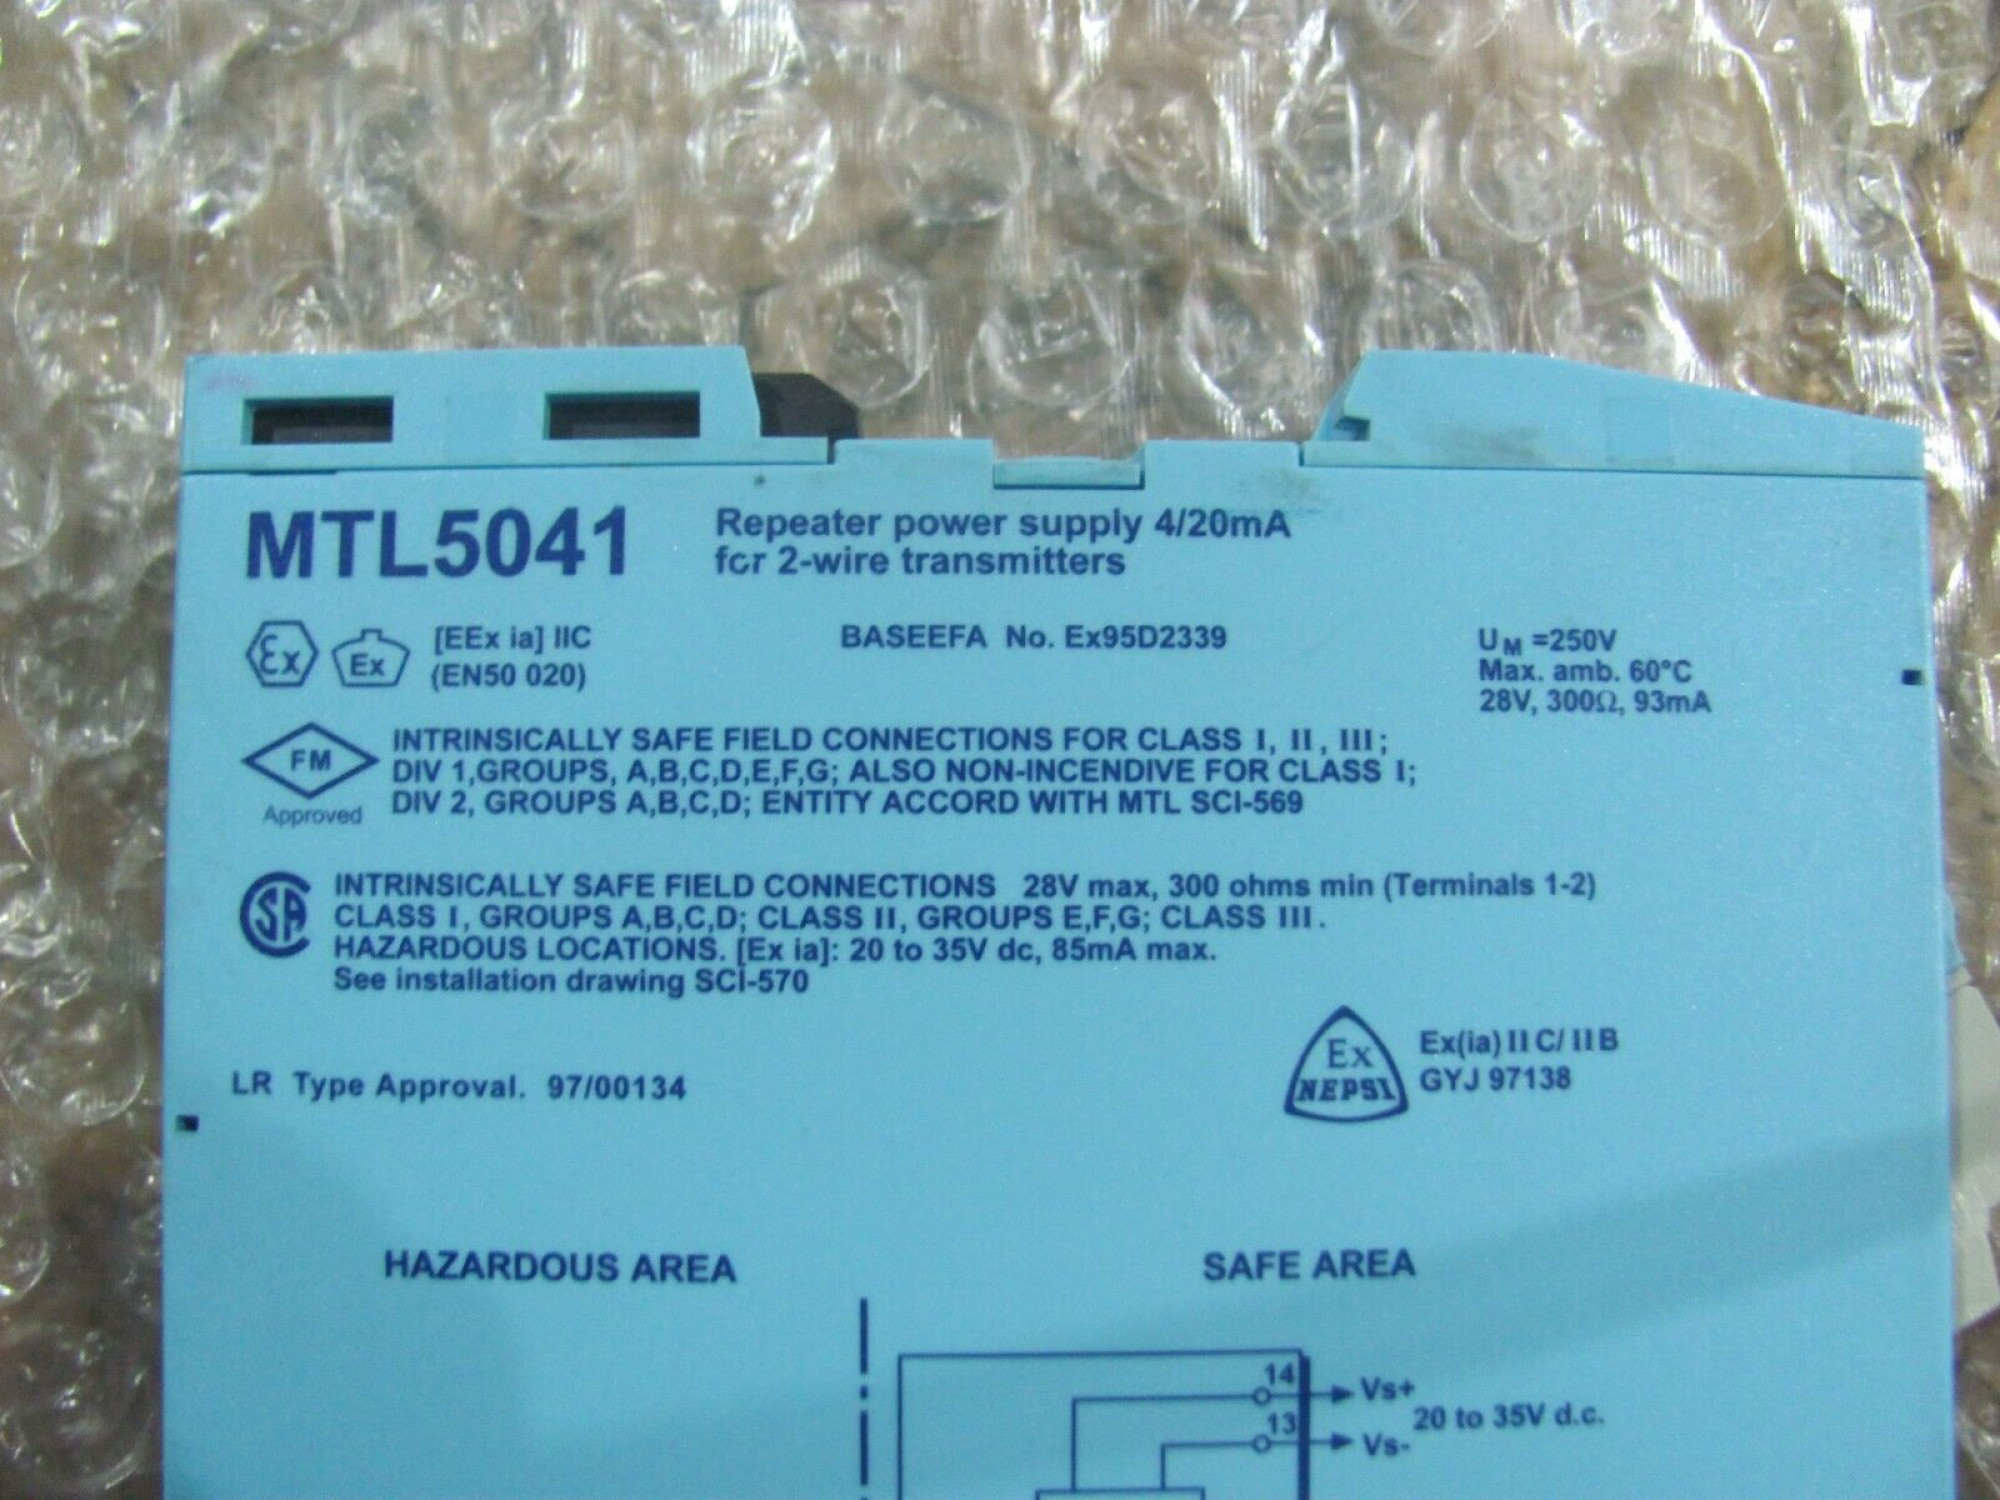 MTL5041
Repeater power supply 4/20mA
for 2-wire transmitters
Ex
Ex
[EEx ia] IIC
(EN50 020)
BASEEFA No. Ex95D2339
UM =250V
Max. amb. 60°C
28V, 300Ω, 93mA
FM
Approved
INTRINSICALLY SAFE FIELD CONNECTIONS FOR CLASS I, II, III;
DIV 1,GROUPS, A,B,C,D,E,F,G; ALSO NON-INCENDIVE FOR CLASS I;
DIV 2, GROUPS A,B,C,D; ENTITY ACCORD WITH MTL SCI-569
SA
INTRINSICALLY SAFE FIELD CONNECTIONS 28V max, 300 ohms min (Terminals 1-2)
CLASS I, GROUPS A,B,C,D; CLASS II, GROUPS E,F,G; CLASS III.
HAZARDOUS LOCATIONS. [Ex ia]: 20 to 35V dc, 85mA max.
See installation drawing SCI-570
LR Type Approval. 97/00134
Ex
NEPSI
Ex(ia) II C/ II B
GYJ 97138
HAZARDOUS AREA
SAFE AREA
14
Vs+
20 to 35V d.c.
13
Vs-